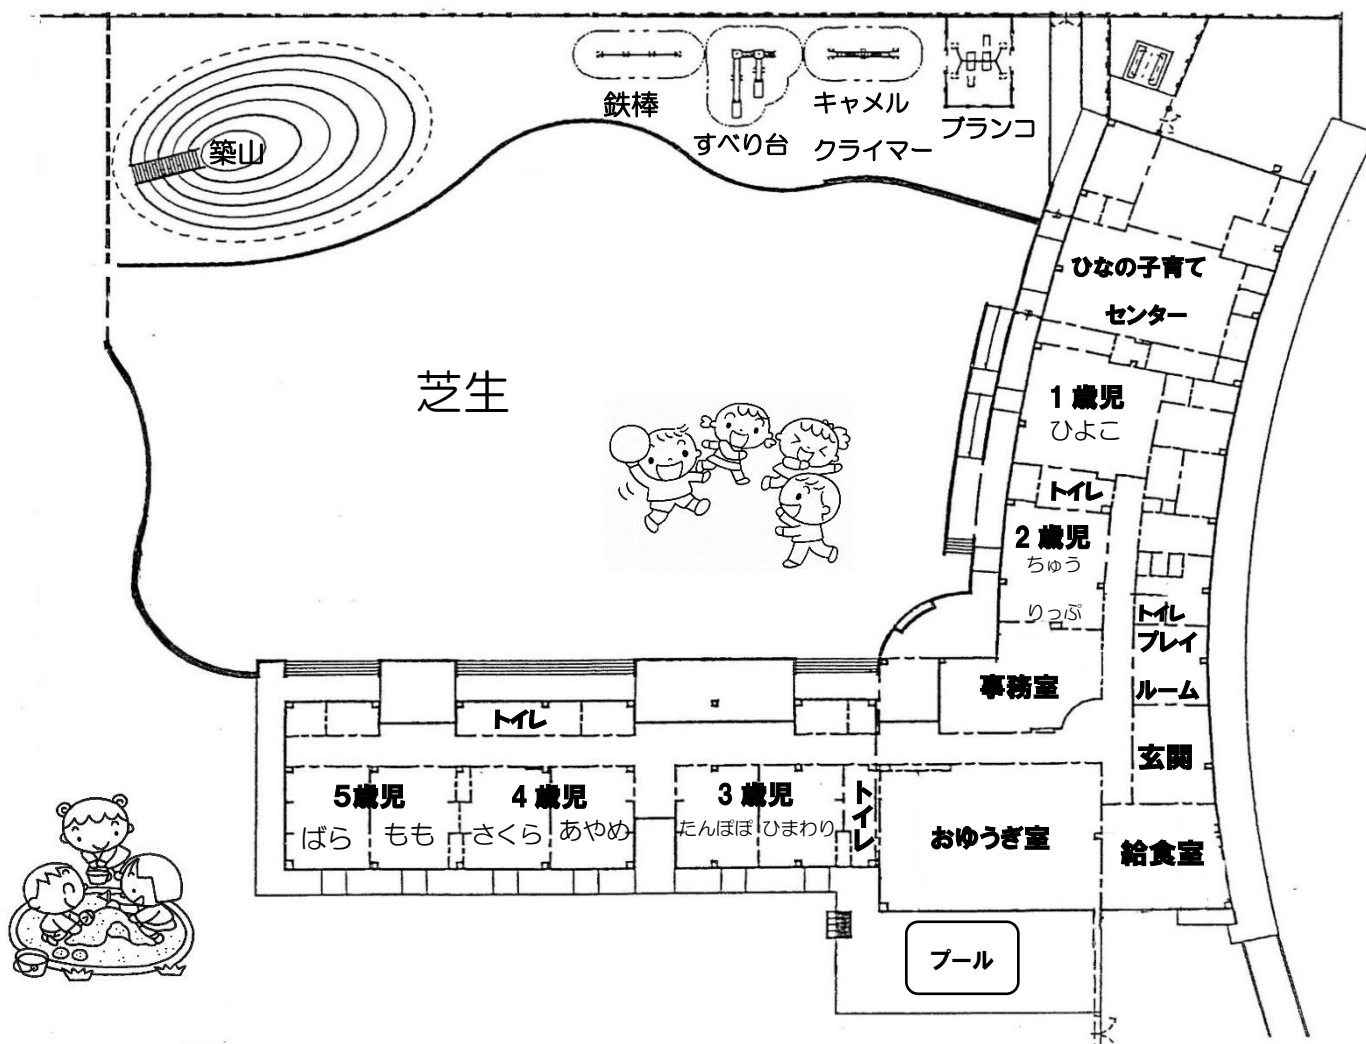 鉄棒
すべり台
キャメル
クライマー
ブランコ
築山
ひなの子育て
センター
芝生
1歳児
ひよこ
トイレ
2歳児
ちゅう
りっぷ
トイレ
プレイ
ルーム
事務室
玄関
トイレ
5歳児
ばら
もも
4歳児
さくら
あやめ
3歳児
たんぽぽ
ひまわり
トイレ
おゆうぎ室
給食室
プール